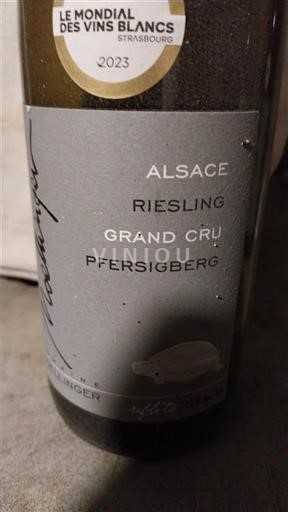 LE MONDIAL
DES VINS BLANCS
STRASBOURG
2023
ALSACE
RIESLING
GRAND CRU
PFERSIGBERG
VINIOU